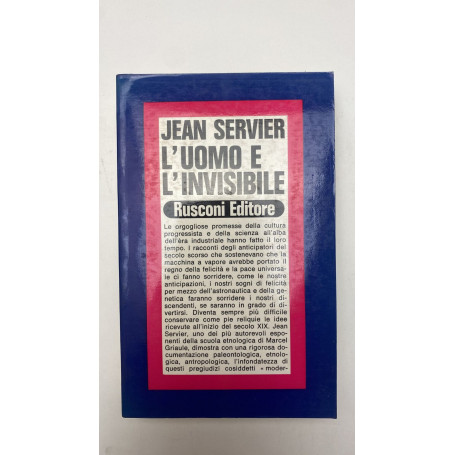 JEAN SERVIER
L'UOMO E
L'INVISIBILE
Rusconi Editore
Le orgogliose promesse della cultura
progressista e della scienza all'alba
dell'èra industriale hanno fatto il loro
tempo. I racconti degli anticipatori del
secolo scorso che sostenevano che la
macchina a vapore avrebbe portato il
regno della felicità e la pace universa-
le ci fanno sorridere, come le nostre
anticipazioni, i nostri sogni di felicità
per mezzo dell'astronautica e della ge-
netica faranno sorridere i nostri di-
scendenti, se saranno in grado di di-
vertirsi. Diventa sempre più difficile
conservare come pie reliquie le idee
ricevute all'inizio del secolo XIX. Jean
Servier, uno dei più autorevoli espo-
nenti della scuola etnologica di Marcel
Griaule, dimostra con una rigorosa do-
cumentazione paleontologica, etnolo-
gica, antropologica, l'infondatezza di
questi pregiudizi cosiddetti « moder-